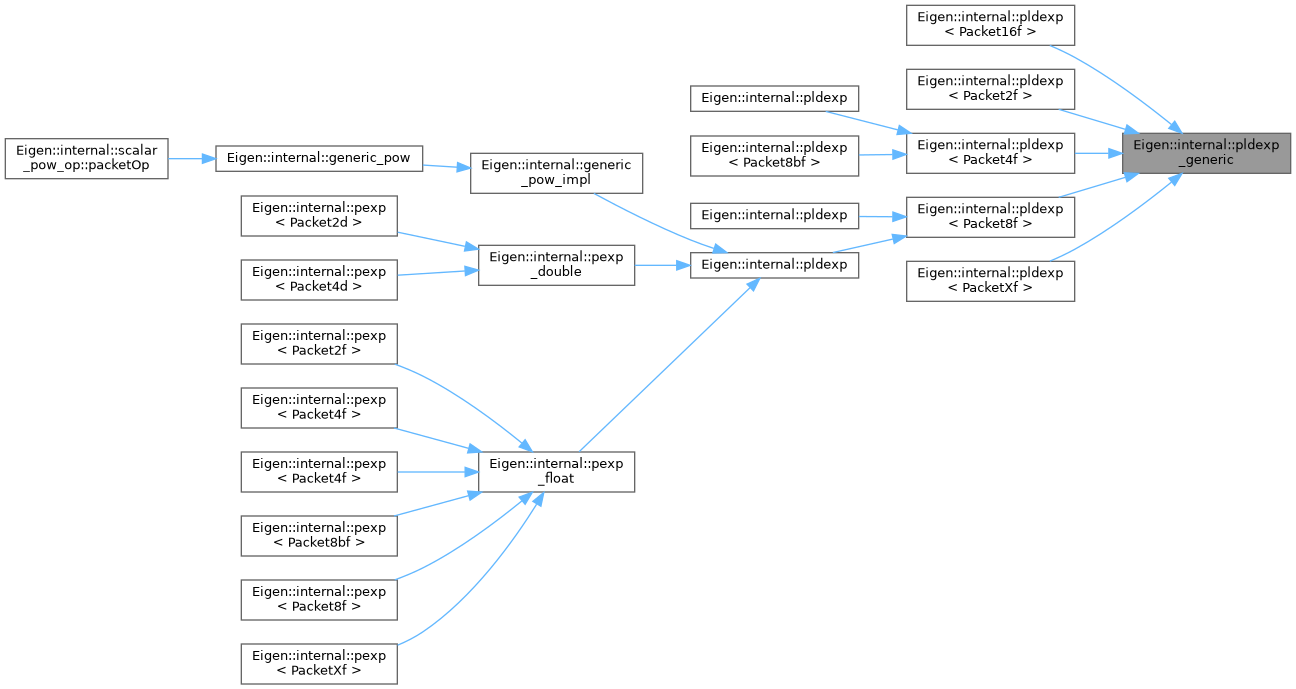 Eigen::internal::pldexp
< Packet16f >
Eigen::internal::pldexp
< Packet2f >
Eigen::internal::pldexp
Eigen::internal::pldexp
< Packet4f >
Eigen::internal::pldexp
_generic
Eigen::internal::pldexp
< Packet8bf >
Eigen::internal::scalar
_pow_op::packetOp
Eigen::internal::generic_pow
Eigen::internal::generic
_pow_impl
Eigen::internal::pexp
< Packet2d >
Eigen::internal::pldexp
Eigen::internal::pldexp
< Packet8f >
Eigen::internal::pexp
_double
Eigen::internal::pldexp
Eigen::internal::pexp
< Packet4d >
Eigen::internal::pldexp
< PacketXf >
Eigen::internal::pexp
< Packet2f >
Eigen::internal::pexp
< Packet4f >
Eigen::internal::pexp
< Packet4f >
Eigen::internal::pexp
_float
Eigen::internal::pexp
< Packet8bf >
Eigen::internal::pexp
< Packet8f >
Eigen::internal::pexp
< PacketXf >